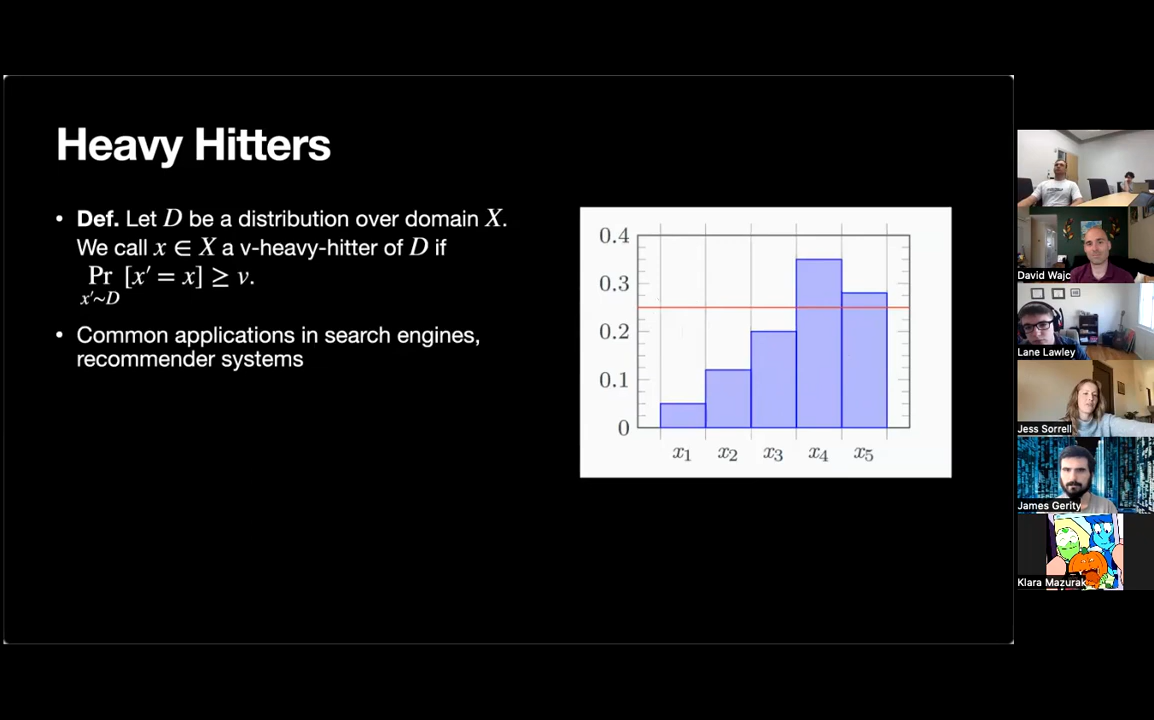 Heavy Hitters
• Def. Let D be a distribution over domain X.
We call x ∈ X a v-heavy-hitter of D if
Pr [x′ = x] ≥ v.
x′~D
• Common applications in search engines,
recommender systems
0.4
0.3
0.2
0.1
0
x₁ x₂ x₃ x₄ x₅
David Wajc
Lane Lawley
Jess Sorrell
James Gerity
Klara Mazurak